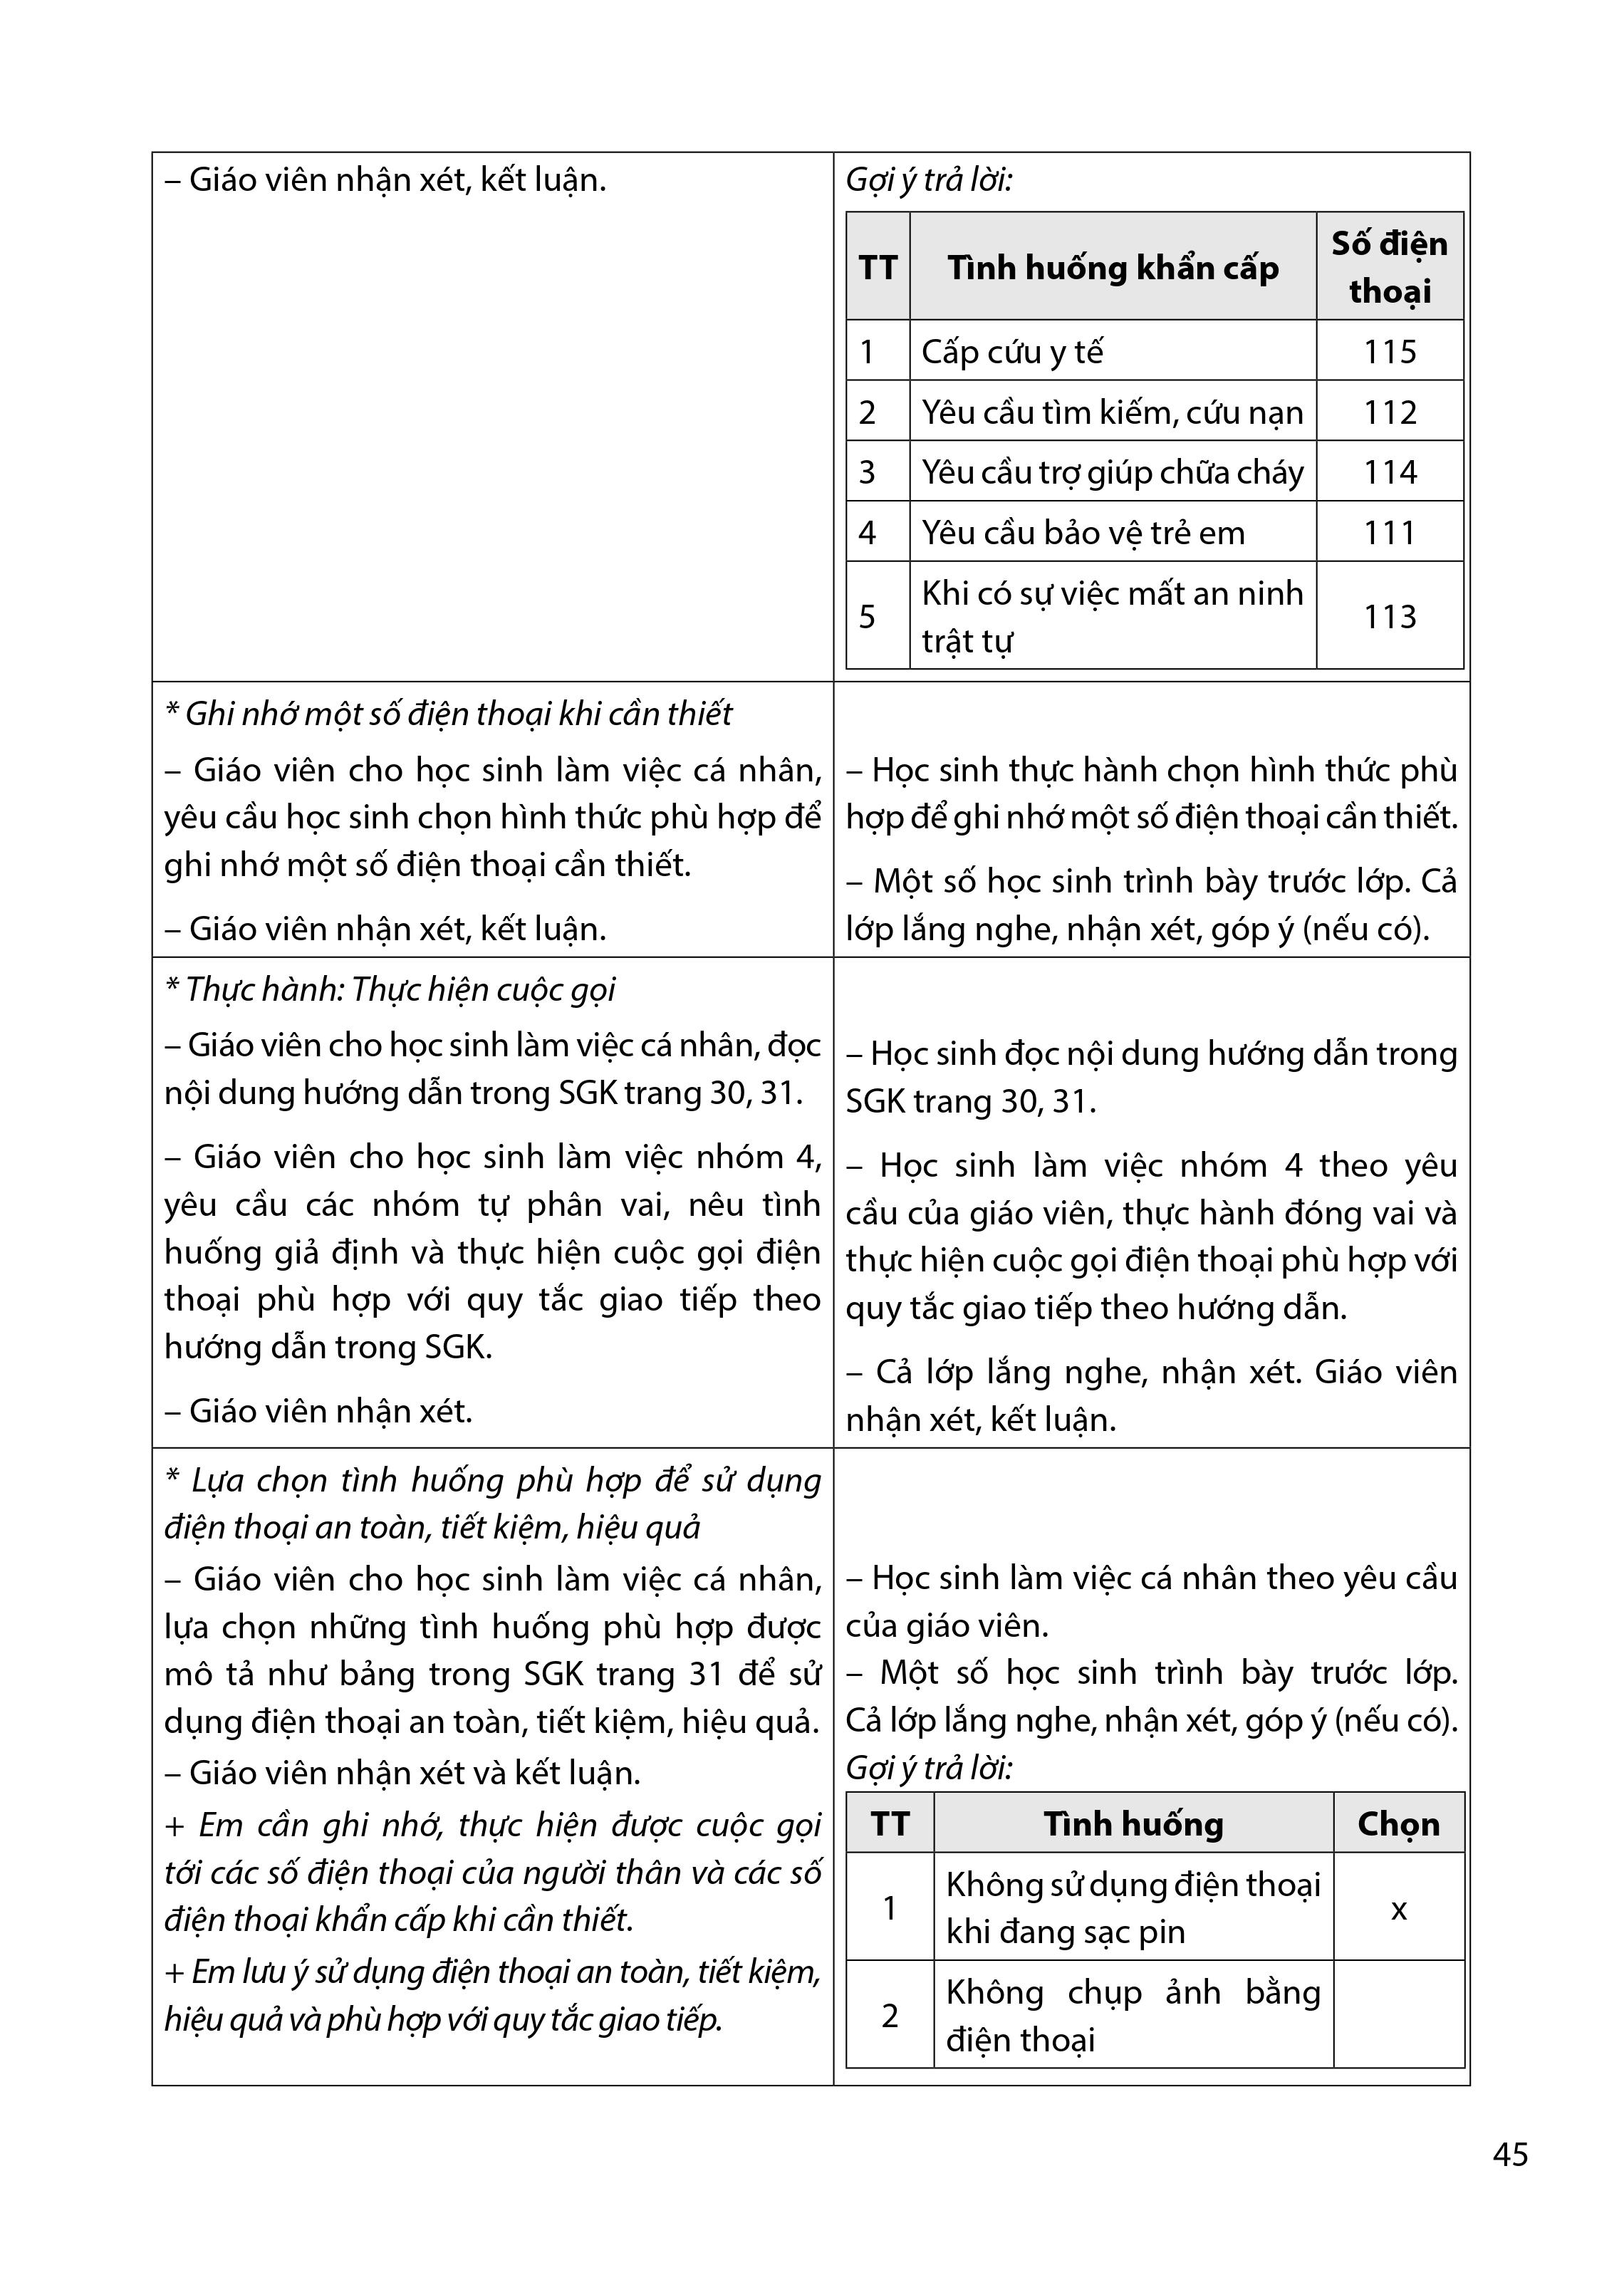 – Giáo viên nhận xét, kết luận.
Gợi ý trả lời:
TT Tình huống khẩn cấp Số điện thoại
1 Cấp cứu y tế 115
2 Yêu cầu tìm kiếm, cứu nạn 112
3 Yêu cầu trợ giúp chữa cháy 114
4 Yêu cầu bảo vệ trẻ em 111
5 Khi có sự việc mất an ninh
trật tự 113
* Ghi nhớ một số điện thoại khi cần thiết
– Giáo viên cho học sinh làm việc cá nhân,
yêu cầu học sinh chọn hình thức phù hợp để
ghi nhớ một số điện thoại cần thiết.
– Giáo viên nhận xét, kết luận.
– Học sinh thực hành chọn hình thức phù
hợp để ghi nhớ một số điện thoại cần thiết.
– Một số học sinh trình bày trước lớp. Cả
lớp lắng nghe, nhận xét, góp ý (nếu có).
* Thực hành: Thực hiện cuộc gọi
– Giáo viên cho học sinh làm việc cá nhân, đọc
nội dung hướng dẫn trong SGK trang 30, 31.
– Giáo viên cho học sinh làm việc nhóm 4,
yêu cầu các nhóm tự phân vai, nêu tình
huống giả định và thực hiện cuộc gọi điện
thoại phù hợp với quy tắc giao tiếp theo
hướng dẫn trong SGK.
– Giáo viên nhận xét.
– Học sinh đọc nội dung hướng dẫn trong
SGK trang 30, 31.
– Học sinh làm việc nhóm 4 theo yêu
cầu của giáo viên, thực hành đóng vai và
thực hiện cuộc gọi điện thoại phù hợp với
quy tắc giao tiếp theo hướng dẫn.
– Cả lớp lắng nghe, nhận xét. Giáo viên
nhận xét, kết luận.
* Lựa chọn tình huống phù hợp để sử dụng
điện thoại an toàn, tiết kiệm, hiệu quả
– Giáo viên cho học sinh làm việc cá nhân,
lựa chọn những tình huống phù hợp được
mô tả như bảng trong SGK trang 31 để sử
dụng điện thoại an toàn, tiết kiệm, hiệu quả.
– Giáo viên nhận xét và kết luận.
+ Em cần ghi nhớ, thực hiện được cuộc gọi
tới các số điện thoại của người thân và các số
điện thoại khẩn cấp khi cần thiết.
+ Em lưu ý sử dụng điện thoại an toàn, tiết kiệm,
hiệu quả và phù hợp với quy tắc giao tiếp.
– Học sinh làm việc cá nhân theo yêu cầu
của giáo viên.
– Một số học sinh trình bày trước lớp.
Cả lớp lắng nghe, nhận xét, góp ý (nếu có).
Gợi ý trả lời:
TT Tình huống Chọn
1 Không sử dụng điện thoại
khi đang sạc pin x
2 Không chụp ảnh bằng
điện thoại
45